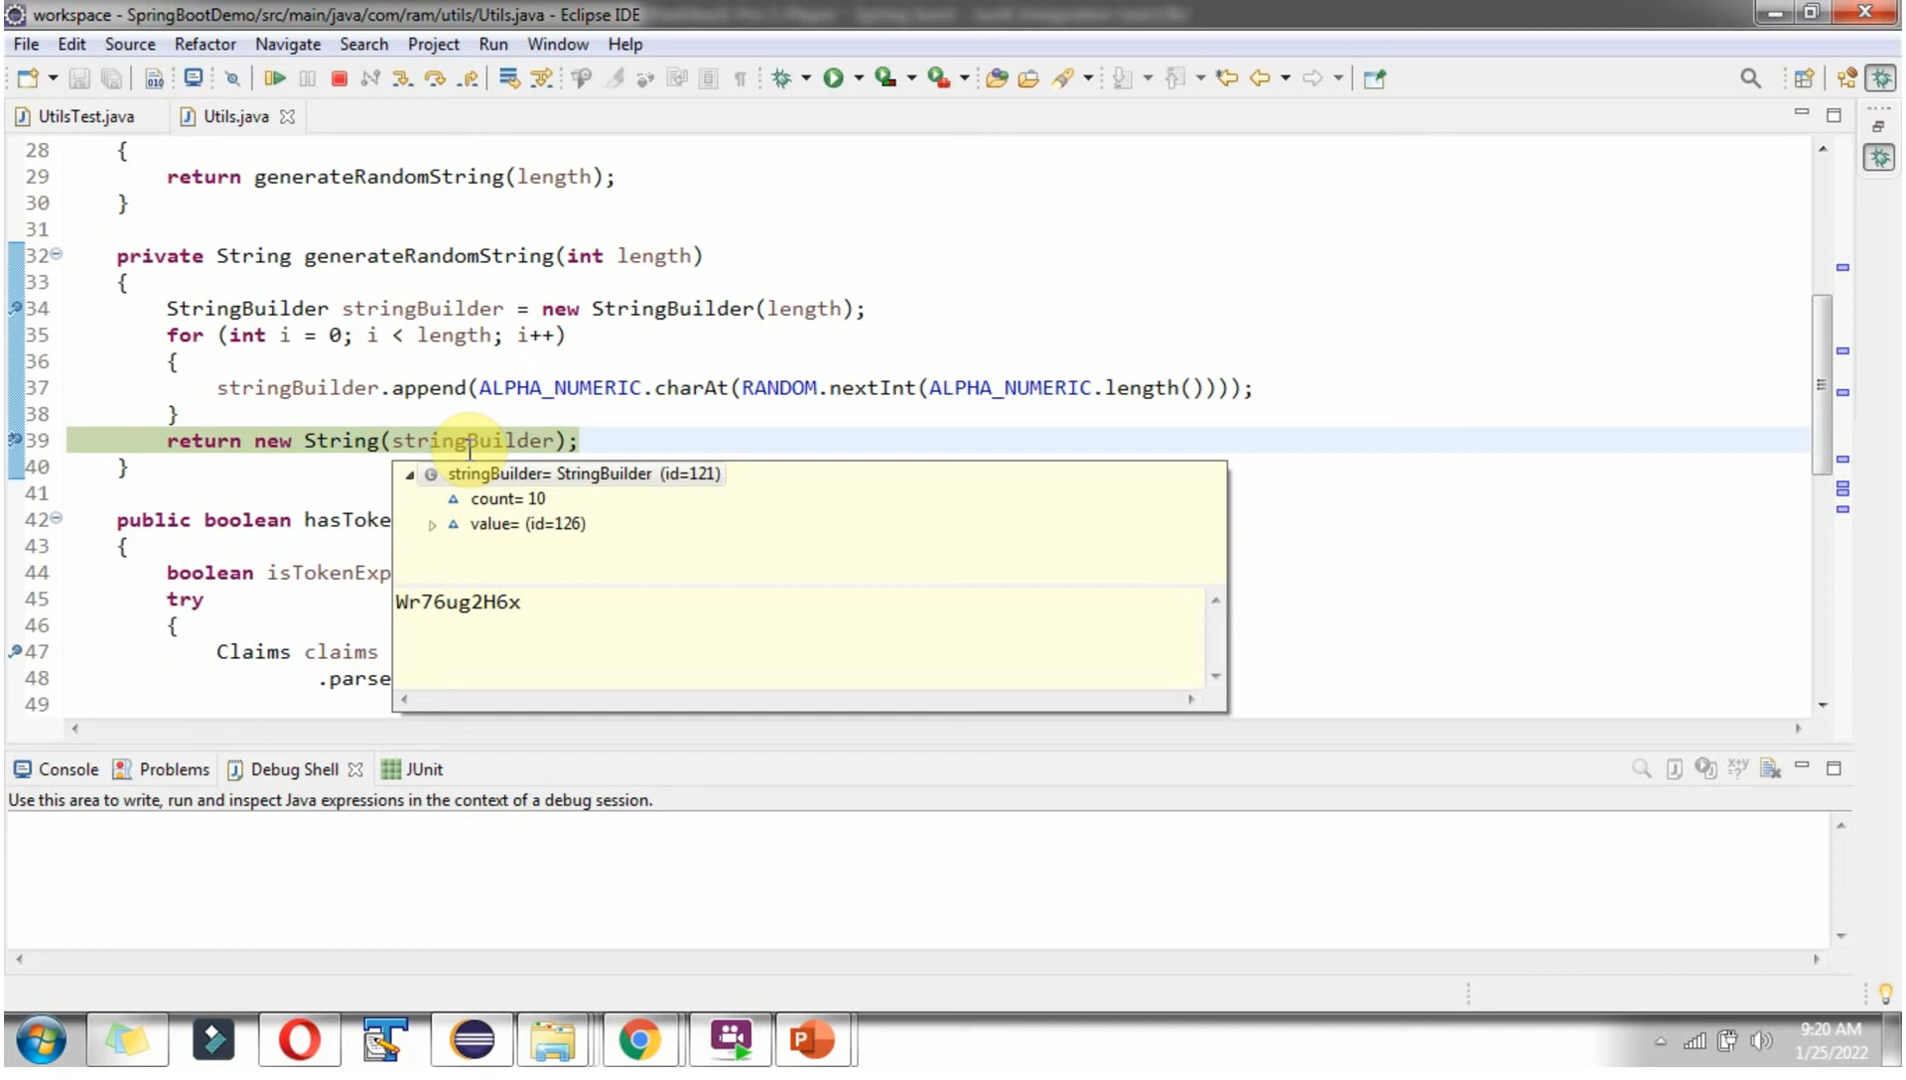 workspace - SpringBootDemo/src/main/java/com/ram/utils/Utils.java - Eclipse IDE
File Edit Source Refactor Navigate Search Project Run Window Help
UtilsTest.java Utils.java
28 {
29 return generateRandomString(length);
30 }
31
32 private String generateRandomString(int length)
33 {
34 StringBuilder stringBuilder = new StringBuilder(length);
35 for (int i = 0; i < length; i++)
36 {
37 stringBuilder.append(ALPHA_NUMERIC.charAt(RANDOM.nextInt(ALPHA_NUMERIC.length())));
38 }
39 return new String(stringBuilder);
40 }
stringBuilder= StringBuilder (id=121)
41
count= 10
42 public boolean hasToke
value= (id=126)
43 {
44 boolean isTokenExp
45 try
Wr76ug2H6x
46 {
47 Claims claims
48 .parse
49
Console Problems Debug Shell JUnit
Use this area to write, run and inspect Java expressions in the context of a debug session.
9:20 AM
1/25/2022